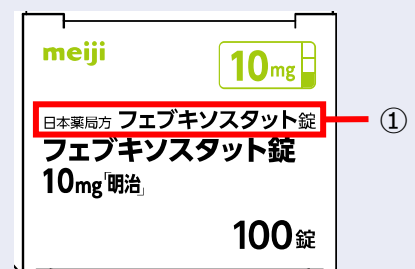 meiji
10mg
日本薬局方 フェブキソスタット錠
①
フェブキソスタット錠
10mg「明治」
100錠